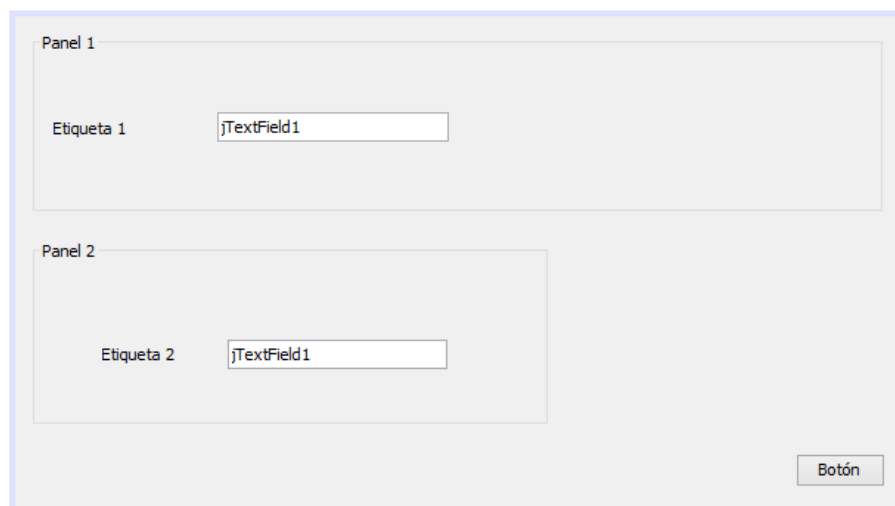 Panel 1
Etiqueta 1 jTextField1
Panel 2
Etiqueta 2 jTextField1
Botón